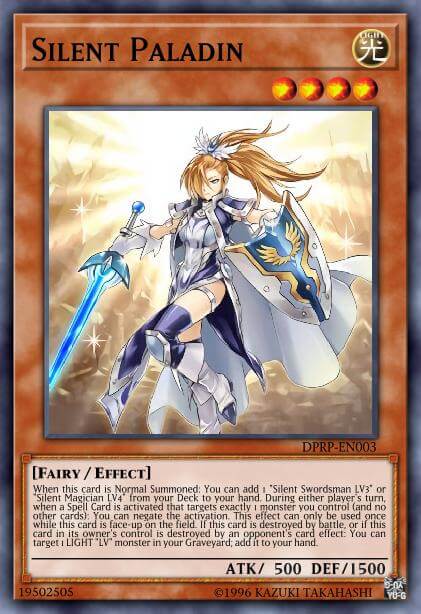 SILENT PALADIN
LIGHT
光
DPRP-EN003
[FAIRY / EFFECT]
When this card is Normal Summoned: You can add 1 "Silent Swordsman LV3" or
"Silent Magician LV4" from your Deck to your hand. During either player's turn,
when a Spell Card is activated that targets exactly 1 monster you control (and no
other cards): You can negate the activation. This effect can only be used once
while this card is face-up on the field. If this card is destroyed by battle, or if this
card in its owner's control is destroyed by an opponent's card effect: You can
target 1 LIGHT "LV" monster in your Graveyard; add it to your hand.
ATK/ 500 DEF/1500
19502505
©1996 KAZUKI TAKAHASHI